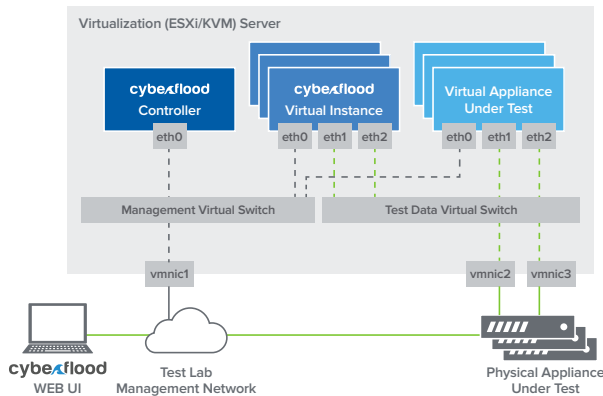 Virtualization (ESXi/KVM) Server
cyberflood
Controller
cyberflood
Virtual Instance
Virtual Appliance
Under Test
eth0
eth0
eth1
eth2
eth0
eth1
eth2
Management Virtual Switch
Test Data Virtual Switch
vmnic1
vmnic2
vmnic3
cyberflood
WEB UI
Test Lab
Management Network
Physical Appliance
Under Test